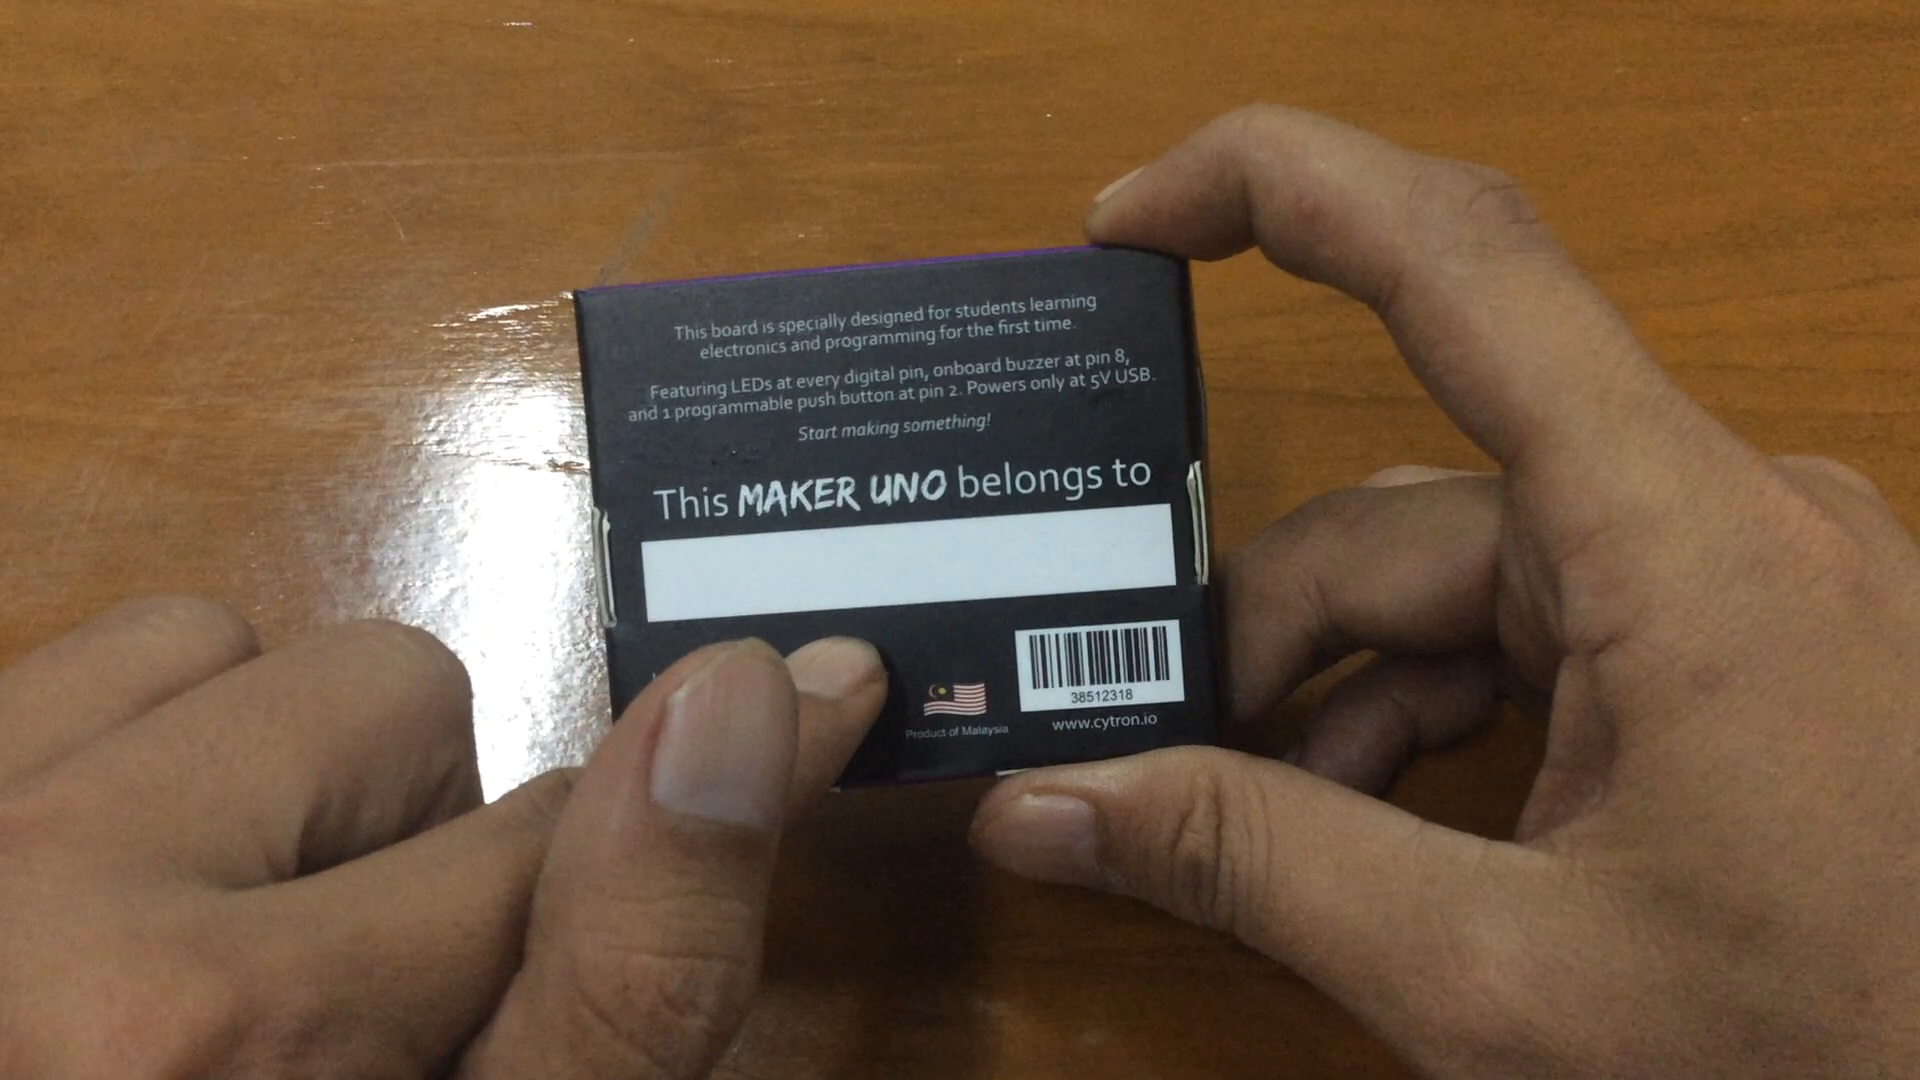 This board is specially designed for students learning
electronics and programming for the first time.
Featuring LEDs at every digital pin, onboard buzzer at pin 8,
and 1 programmable push button at pin 2. Powers only at 5V USB.
Start making something!
This MAKER UNO belongs to
38512318
Product of Malaysia
www.cytron.io